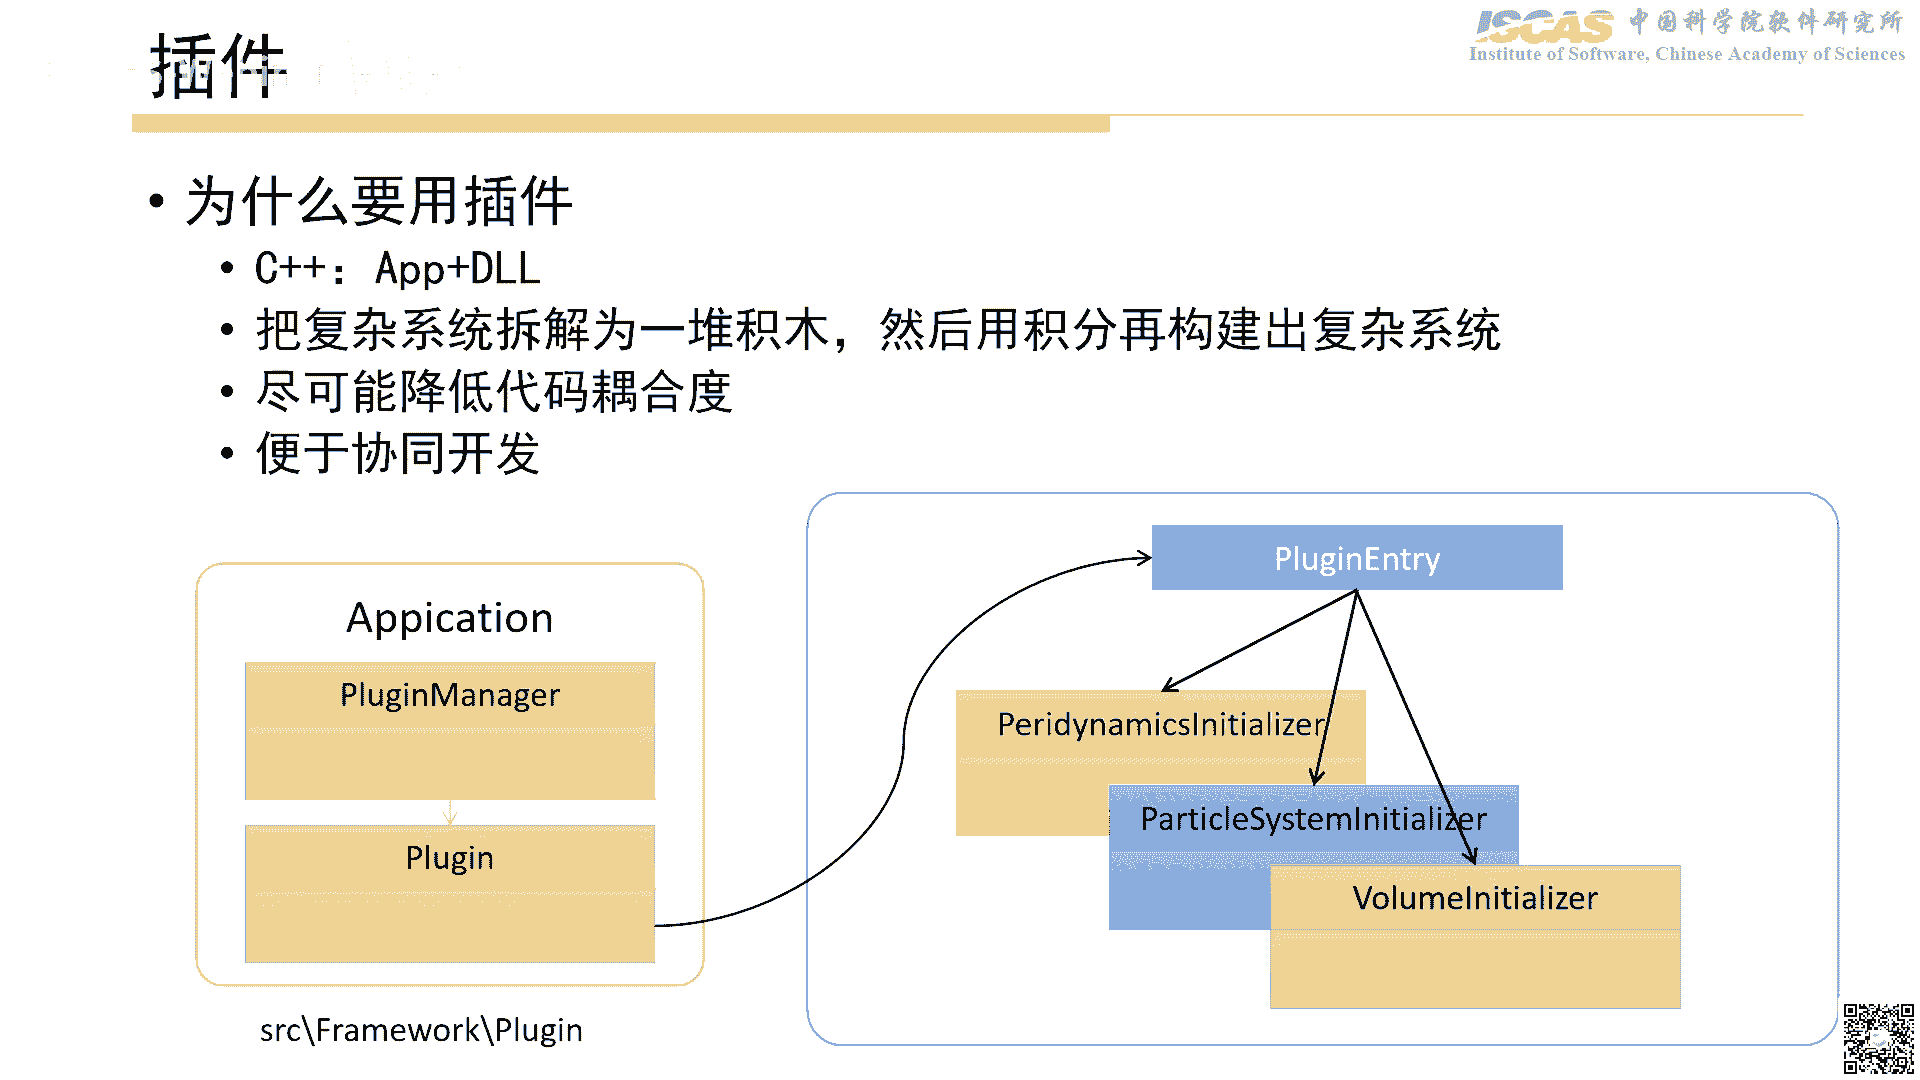 插件
ISCAS 中国科学院软件研究所
Institute of Software, Chinese Academy of Sciences
• 为什么要用插件
• C++: App+DLL
• 把复杂系统拆解为一堆积木，然后用积分再构建出复杂系统
• 尽可能降低代码耦合度
• 便于协同开发
Appication
PluginManager
Plugin
src\Framework\Plugin
PluginEntry
PeridynamicsInitializer
ParticleSystemInitializer
VolumeInitializer